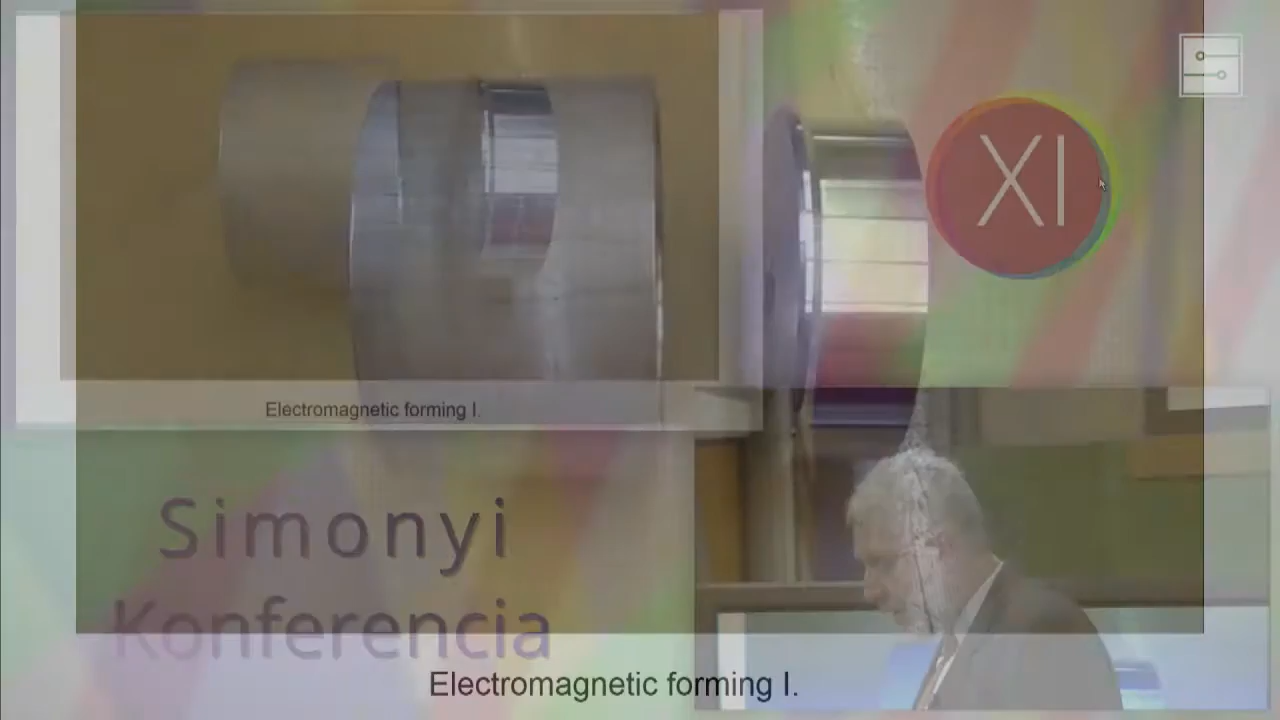 XI
Electromagnetic forming I.
Simonyi
Konferencia
Electromagnetic forming I.